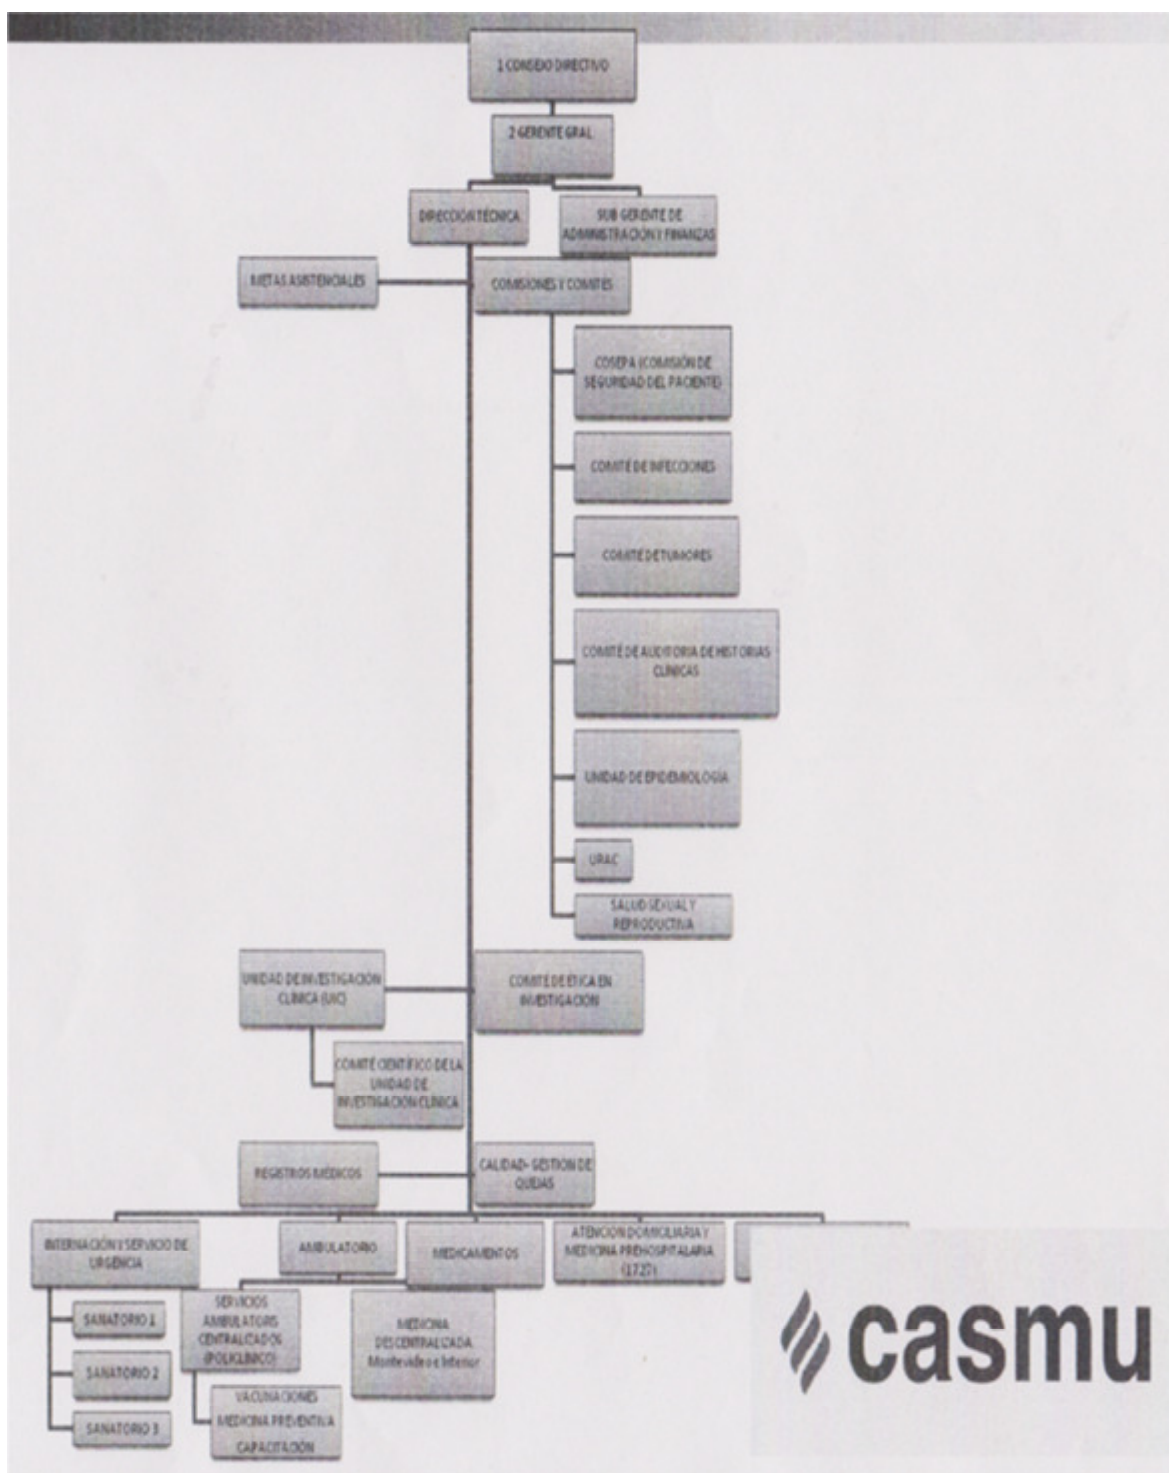 1 CONSEJO DIRECTIVO
2 GERENTE GRAL
DIRECCIÓN TÉCNICA
SUB GERENTE DE
ADMINISTRACIÓN Y FINANZAS
METAS ASISTENCIALES
COMISIONES Y COMITES
COSEPA (COMISIÓN DE
SEGURIDAD DEL PACIENTE)
COMITÉ DE INFECCIONES
COMITÉ DE TUMORES
COMITÉ DE AUDITORIA DE HISTORIAS
CLÍNICAS
UNIDAD DE EPIDEMIOLOGÍA
URAC
SALUD SEXUAL Y
REPRODUCTIVA
UNIDAD DE INVESTIGACIÓN
CLÍNICA (UIC)
COMITÉ DE ETICA EN
INVESTIGACIÓN
COMITÉ CIENTÍFICO DE LA
UNIDAD DE
INVESTIGACIÓN CLÍNICA
REGISTROS MÉDICOS
CALIDAD- GESTION DE
QUEJAS
INTERNACIÓN Y SERVICIO DE
URGENCIA
AMBULATORIO
MEDICAMENTOS
ATENCION DOMICILIARIA Y
MEDICINA PREHOSPITALARIA
(1727)
SANATORIO 1
SANATORIO 2
SANATORIO 3
SERVICIOS
AMBULATORIS
CENTRALIZADOS
(POLICLÍNICO)
MEDICINA
DESCENTRALIZADA
Montevideo e Interior
VACUNACIONES
MEDICINA PREVENTIVA
CAPACITACIÓN
casmu